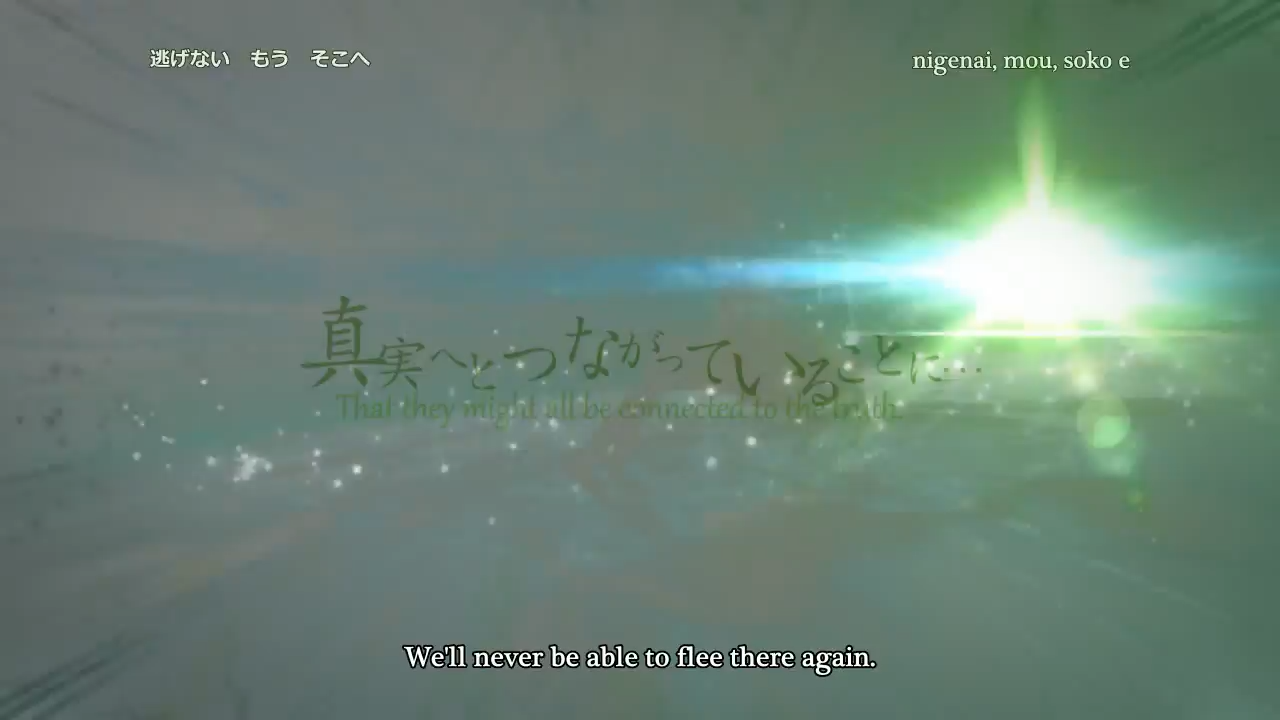 逃げない　もう　そこへ
nigenai, mou, soko e
真実へとつながっていることに…
That they might all be connected to the truth...
We'll never be able to flee there again.